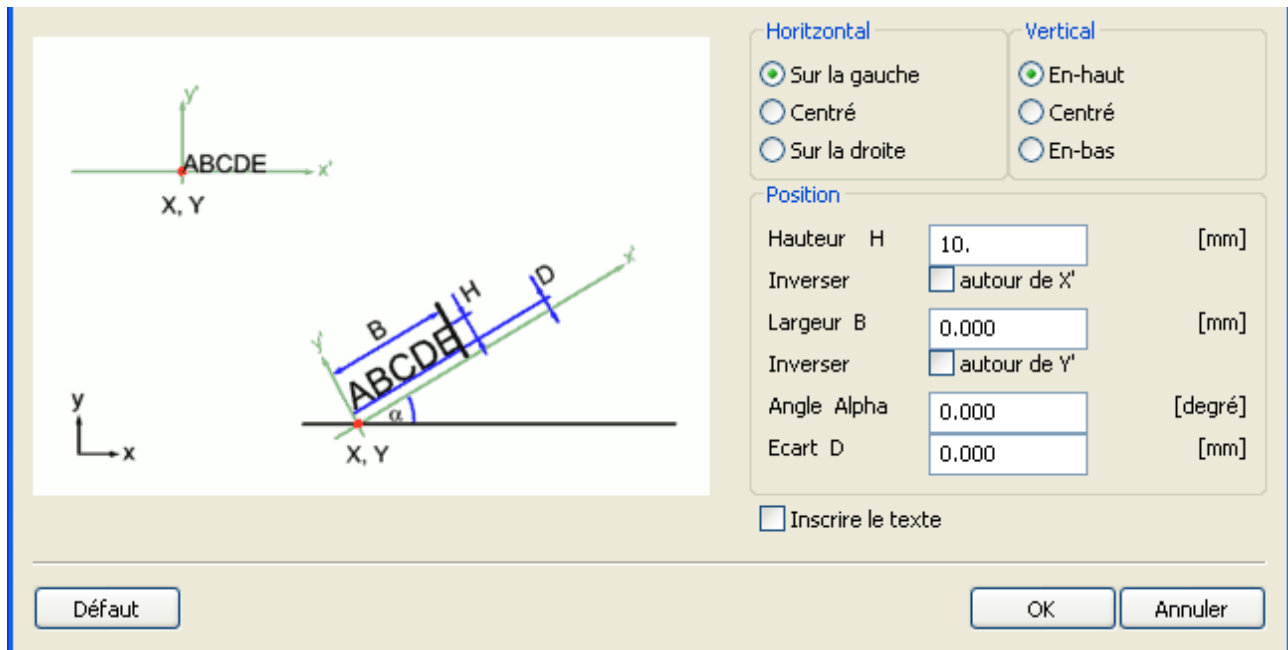 y'
ABCDE
x'
X, Y
y
x
y'
B
H
D
x'
ABCDE
α
X, Y
Horitzontal
Sur la gauche
Centré
Sur la droite
Vertical
En-haut
Centré
En-bas
Position
Hauteur H 10. [mm]
Inverser autour de X'
Largeur B 0.000 [mm]
Inverser autour de Y'
Angle Alpha 0.000 [degré]
Ecart D 0.000 [mm]
Inscrire le texte
Défaut OK Annuler